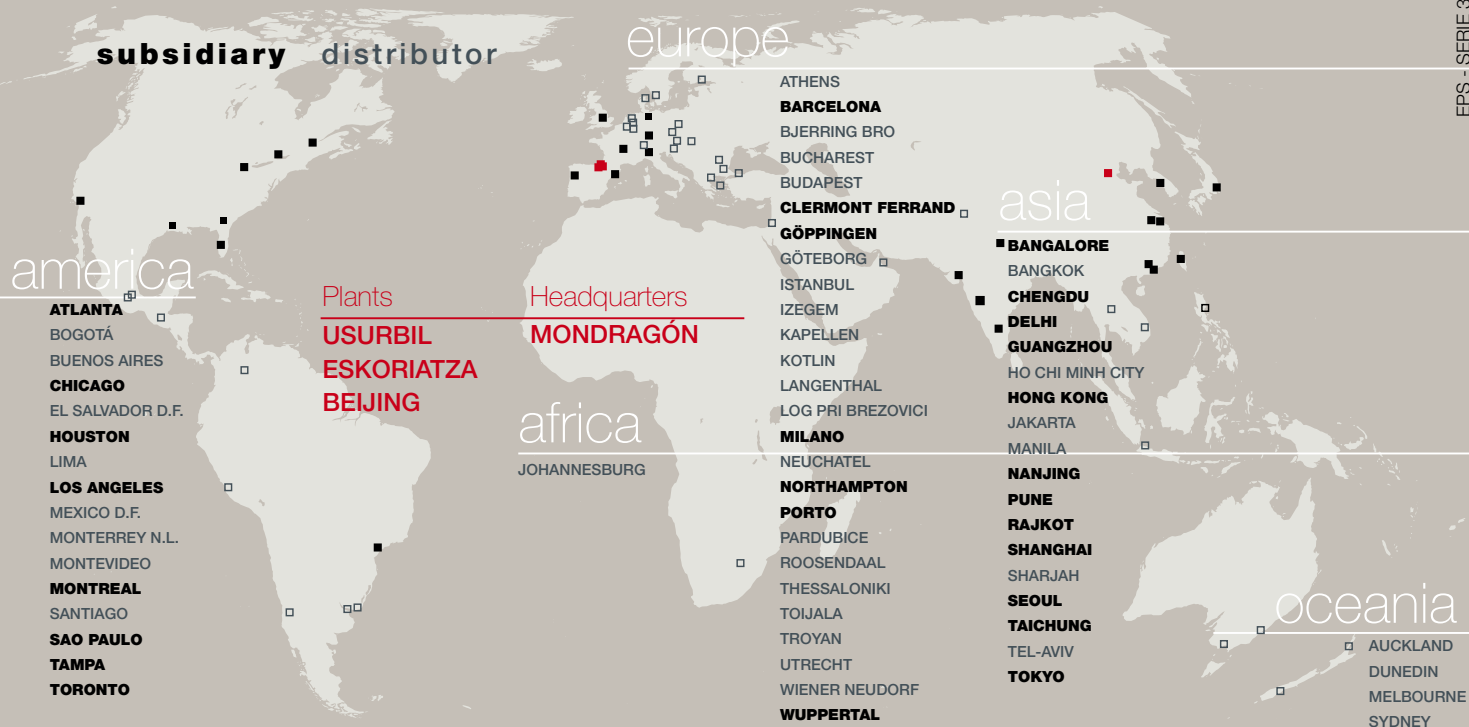 subsidiary distributor
EPS - SERIE 3
america
ATLANTA
BOGOTÁ
BUENOS AIRES
CHICAGO
EL SALVADOR D.F.
HOUSTON
LIMA
LOS ANGELES
MEXICO D.F.
MONTERREY N.L.
MONTEVIDEO
MONTREAL
SANTIAGO
SAO PAULO
TAMPA
TORONTO
Plants
USURBIL
ESKORIATZA
BEIJING
Headquarters
MONDRAGÓN
africa
JOHANNESBURG
europe
ATHENS
BARCELONA
BJERRING BRO
BUCHAREST
BUDAPEST
CLERMONT FERRAND
GÖPPINGEN
GÖTEBORG
ISTANBUL
IZEGEM
KAPELLEN
KOTLIN
LANGENTHAL
LOG PRI BREZOVICI
MILANO
NEUCHATEL
NORTHAMPTON
PORTO
PARDUBICE
ROOSENDAAL
THESSALONIKI
TOIJALA
TROYAN
UTRECHT
WIENER NEUDORF
WUPPERTAL
asia
BANGALORE
BANGKOK
CHENGDU
DELHI
GUANGZHOU
HO CHI MINH CITY
HONG KONG
JAKARTA
MANILA
NANJING
PUNE
RAJKOT
SHANGHAI
SHARJAH
SEOUL
TAICHUNG
TEL-AVIV
TOKYO
oceania
AUCKLAND
DUNEDIN
MELBOURNE
SYDNEY